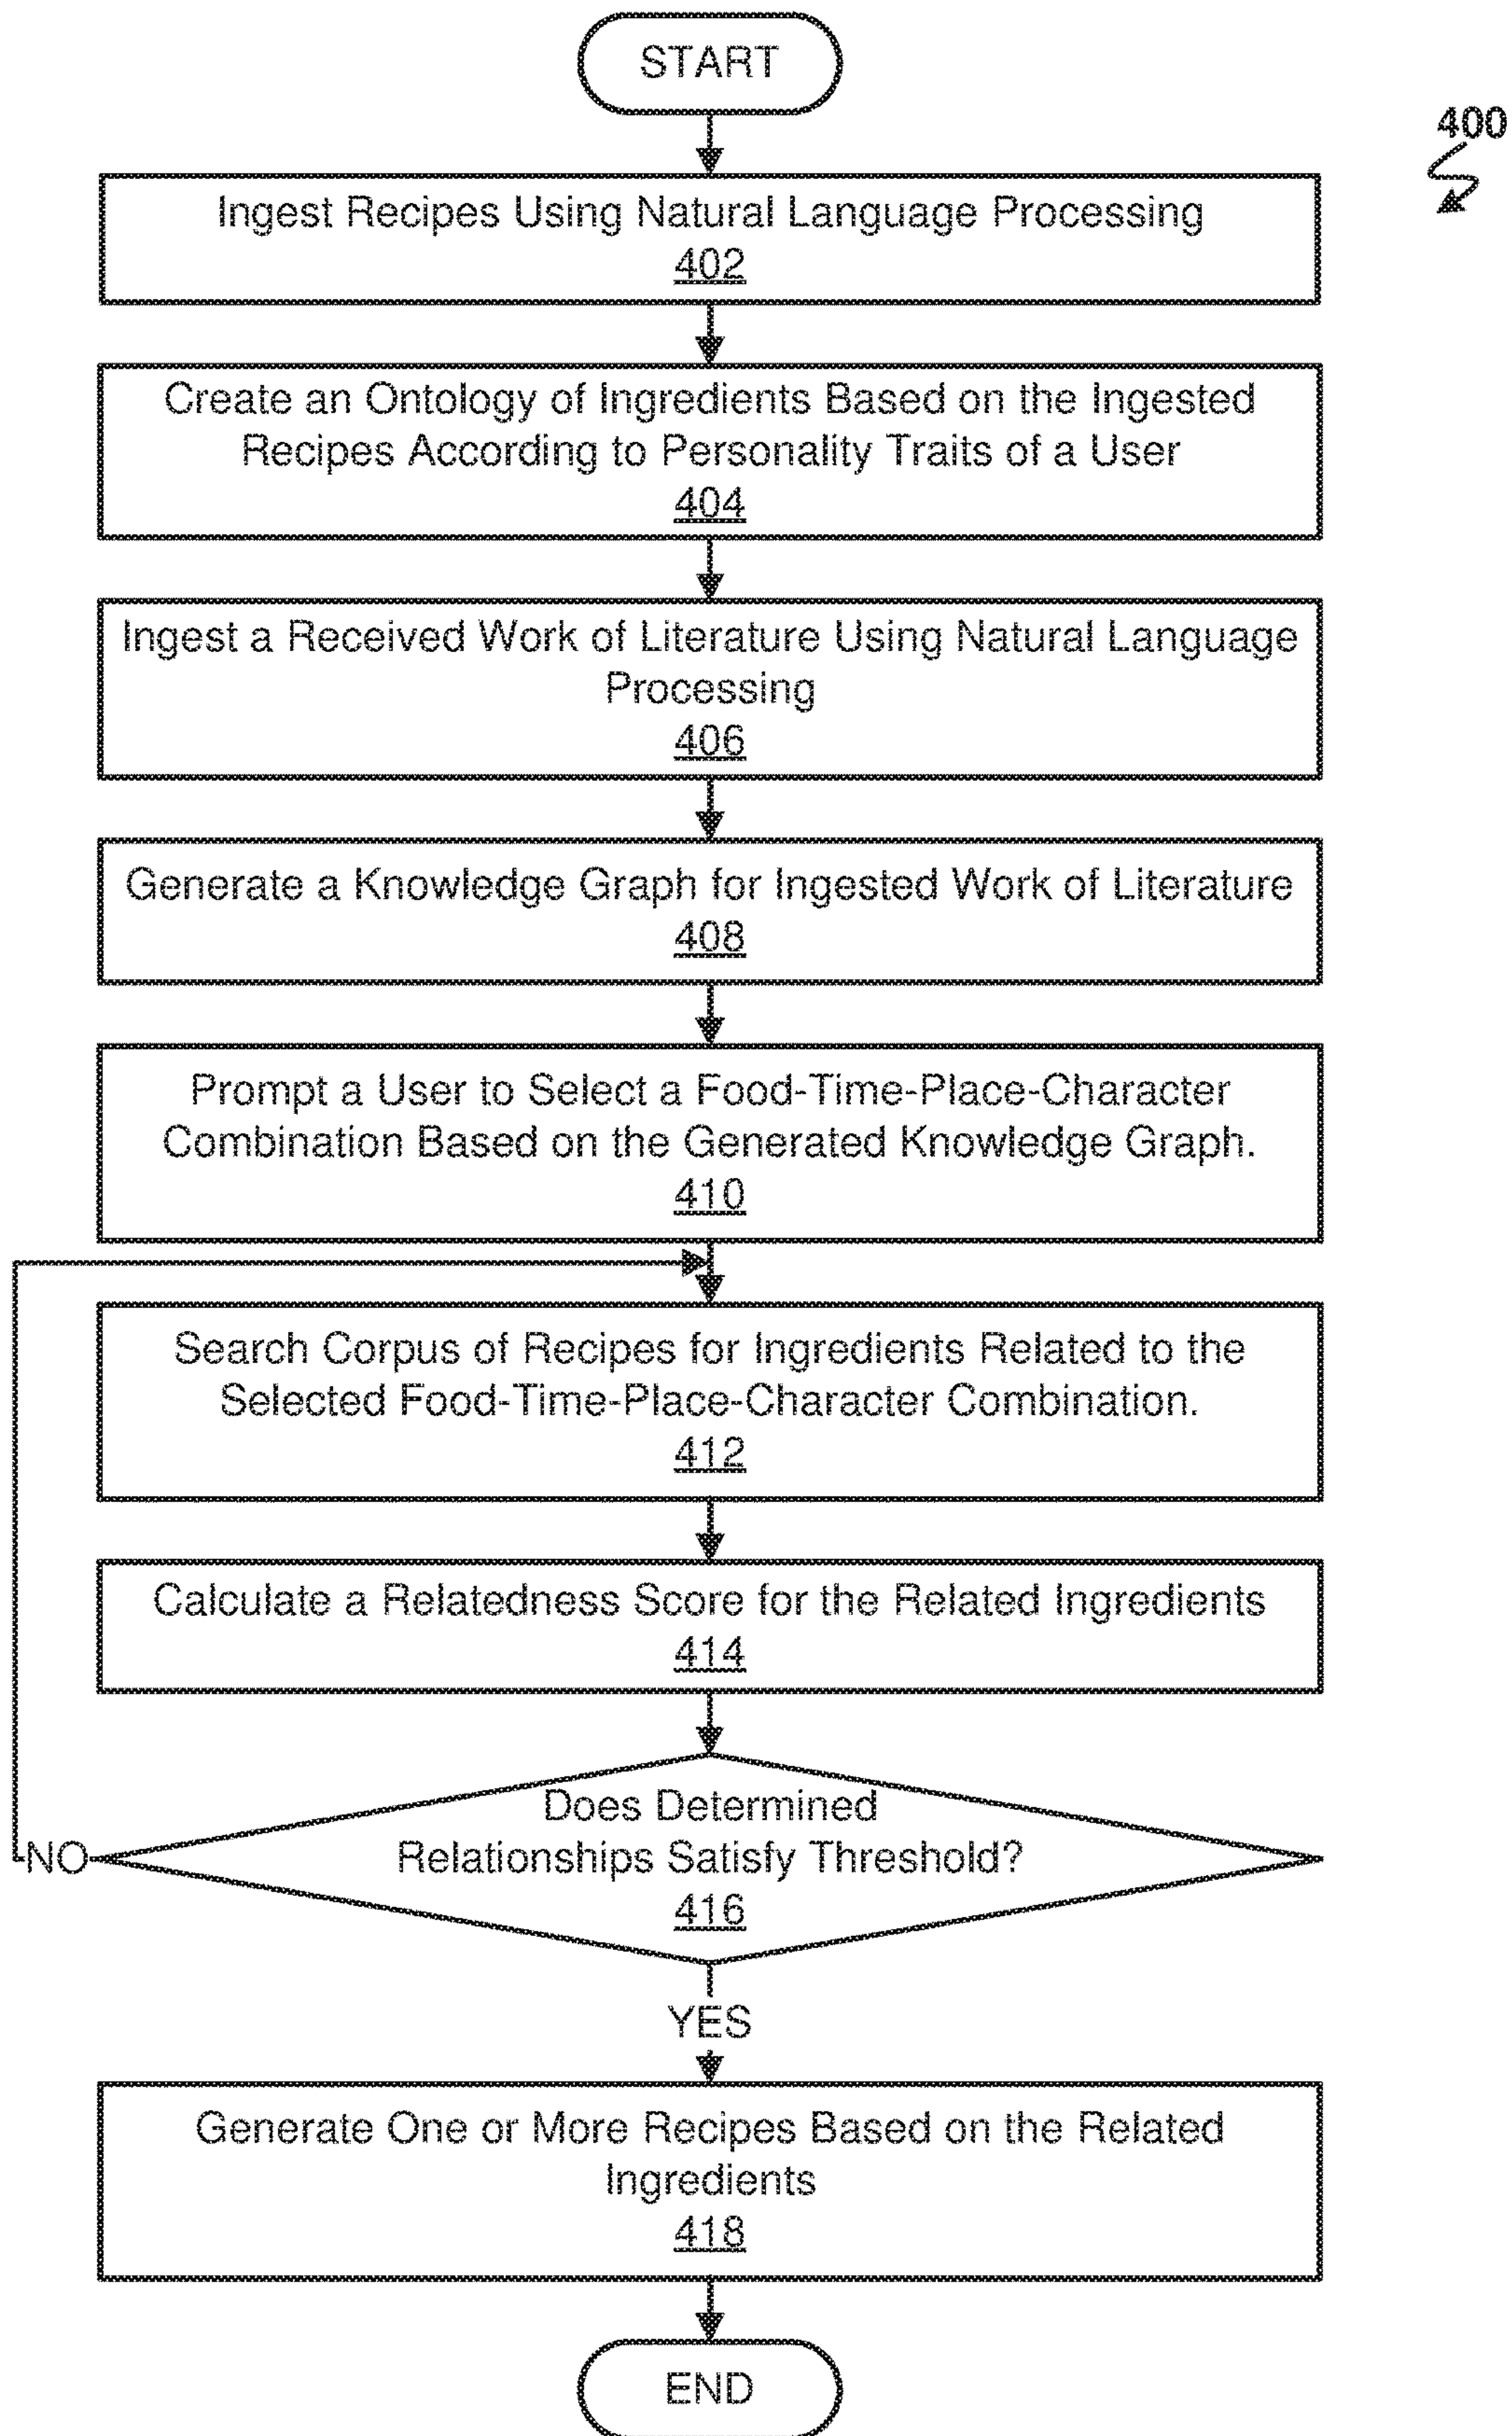 START
400
Ingest Recipes Using Natural Language Processing
402
Create an Ontology of Ingredients Based on the Ingested
Recipes According to Personality Traits of a User
404
Ingest a Received Work of Literature Using Natural Language
Processing
406
Generate a Knowledge Graph for Ingested Work of Literature
408
Prompt a User to Select a Food-Time-Place-Character
Combination Based on the Generated Knowledge Graph.
410
Search Corpus of Recipes for Ingredients Related to the
Selected Food-Time-Place-Character Combination.
412
Calculate a Relatedness Score for the Related Ingredients
414
Does Determined
Relationships Satisfy Threshold?
416
NO
YES
Generate One or More Recipes Based on the Related
Ingredients
418
END